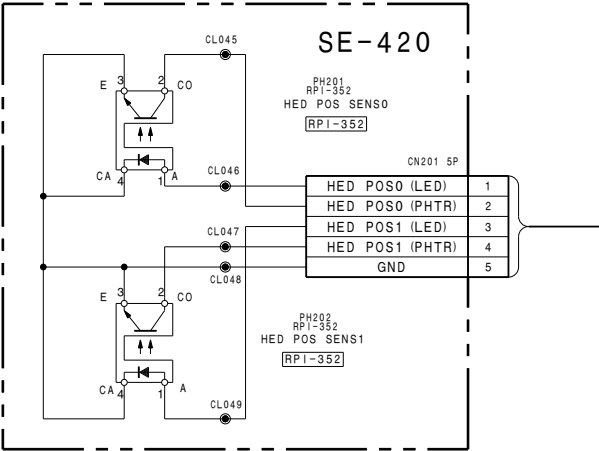 SE-420
CL045
E 3 2 CO
PH201
RPI-352
HED POS SENS0
RPI-352
CA 4 1 A
CL046
CN201 5P
HED POS0 (LED) 1
HED POS0 (PHTR) 2
HED POS1 (LED) 3
HED POS1 (PHTR) 4
GND 5
CL047
CL048
E 3 2 CO
PH202
RPI-352
HED POS SENS1
RPI-352
CA 4 1 A
CL049